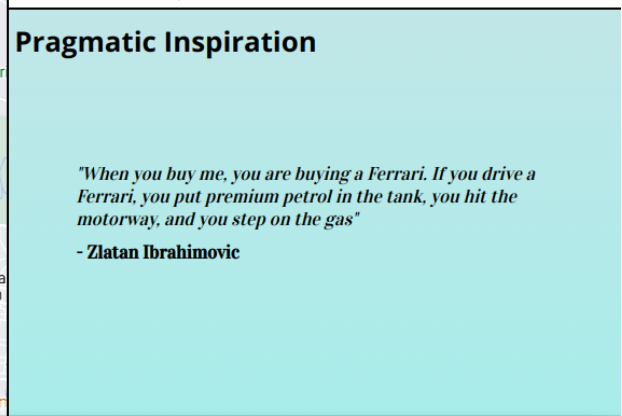 Pragmatic Inspiration
"When you buy me, you are buying a Ferrari. If you drive a
Ferrari, you put premium petrol in the tank, you hit the
motorway, and you step on the gas"
- Zlatan Ibrahimovic